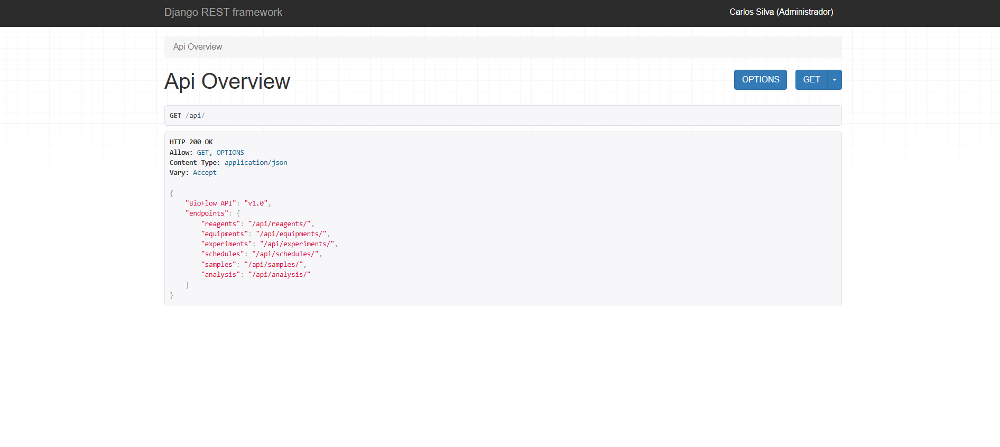 Django REST framework
Carlos Silva (Administrador)
Api Overview
Api Overview
OPTIONS
GET
GET /api/
HTTP 200 OK
Allow: GET, OPTIONS
Content-Type: application/json
Vary: Accept
{
    "BioFlow API": "v1.0",
    "endpoints": {
        "reagents": "/api/reagents/",
        "equipments": "/api/equipments/",
        "experiments": "/api/experiments/",
        "schedules": "/api/schedules/",
        "samples": "/api/samples/",
        "analysis": "/api/analysis/"
    }
}